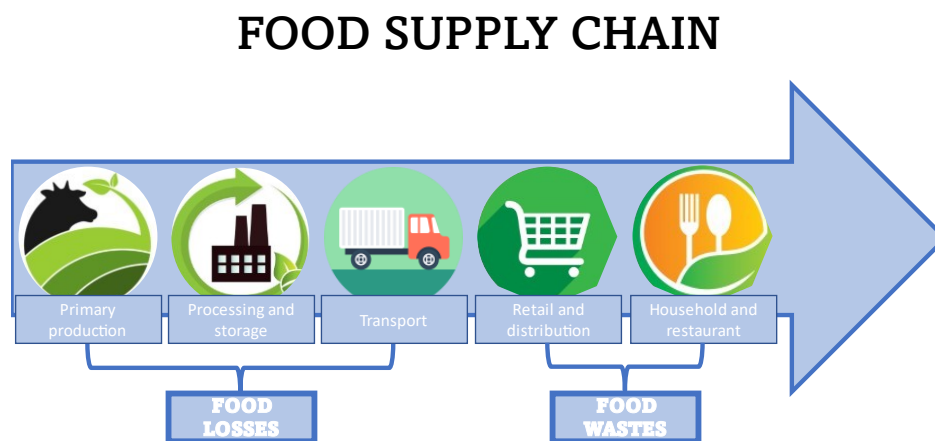 FOOD SUPPLY CHAIN
Primary
production
Processing and
storage
Transport
Retail and
distribution
Household and
restaurant
FOOD
LOSSES
FOOD
WASTES